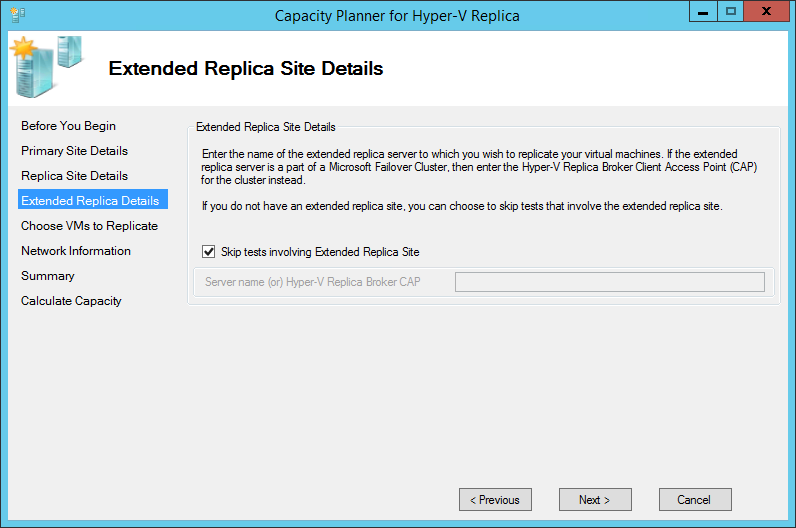 Capacity Planner for Hyper-V Replica
Extended Replica Site Details
Before You Begin
Primary Site Details
Replica Site Details
Extended Replica Details
Choose VMs to Replicate
Network Information
Summary
Calculate Capacity
Extended Replica Site Details
Enter the name of the extended replica server to which you wish to replicate your virtual machines. If the extended
replica server is a part of a Microsoft Failover Cluster, then enter the Hyper-V Replica Broker Client Access Point (CAP)
for the cluster instead.
If you do not have an extended replica site, you can choose to skip tests that involve the extended replica site.
Skip tests involving Extended Replica Site
Server name (or) Hyper-V Replica Broker CAP
< Previous
Next >
Cancel